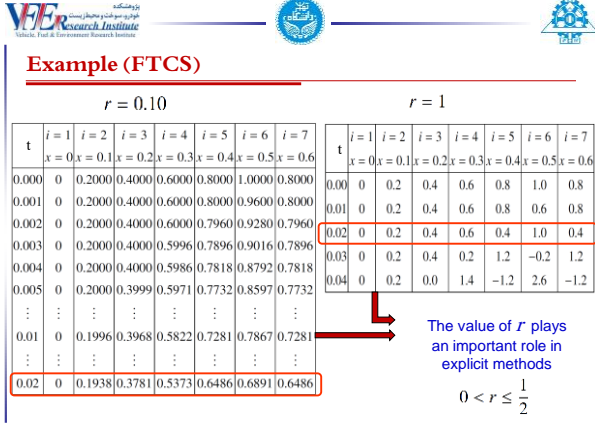 پژوهشکده
خودرو، سوخت و محیط زیست
VFE Research Institute
Vehicle, Fuel & Environment Research Institute
Example (FTCS)
r = 0.10
t | i = 1 | i = 2 | i = 3 | i = 4 | i = 5 | i = 6 | i = 7
x = 0 | x = 0.1 | x = 0.2 | x = 0.3 | x = 0.4 | x = 0.5 | x = 0.6
0.000 | 0 | 0.2000 | 0.4000 | 0.6000 | 0.8000 | 1.0000 | 0.8000
0.001 | 0 | 0.2000 | 0.4000 | 0.6000 | 0.8000 | 0.9600 | 0.8000
0.002 | 0 | 0.2000 | 0.4000 | 0.6000 | 0.7960 | 0.9280 | 0.7960
0.003 | 0 | 0.2000 | 0.4000 | 0.5996 | 0.7896 | 0.9016 | 0.7896
0.004 | 0 | 0.2000 | 0.4000 | 0.5986 | 0.7818 | 0.8792 | 0.7818
0.005 | 0 | 0.2000 | 0.3999 | 0.5971 | 0.7732 | 0.8597 | 0.7732
⋮ | ⋮ | ⋮ | ⋮ | ⋮ | ⋮ | ⋮ | ⋮
0.01 | 0 | 0.1996 | 0.3968 | 0.5822 | 0.7281 | 0.7867 | 0.7281
⋮ | ⋮ | ⋮ | ⋮ | ⋮ | ⋮ | ⋮ | ⋮
0.02 | 0 | 0.1938 | 0.3781 | 0.5373 | 0.6486 | 0.6891 | 0.6486
r = 1
t | i = 1 | i = 2 | i = 3 | i = 4 | i = 5 | i = 6 | i = 7
x = 0 | x = 0.1 | x = 0.2 | x = 0.3 | x = 0.4 | x = 0.5 | x = 0.6
0.00 | 0 | 0.2 | 0.4 | 0.6 | 0.8 | 1.0 | 0.8
0.01 | 0 | 0.2 | 0.4 | 0.6 | 0.8 | 0.6 | 0.8
0.02 | 0 | 0.2 | 0.4 | 0.6 | 0.4 | 1.0 | 0.4
0.03 | 0 | 0.2 | 0.4 | 0.2 | 1.2 | −0.2 | 1.2
0.04 | 0 | 0.2 | 0.0 | 1.4 | −1.2 | 2.6 | −1.2
The value of r plays
an important role in
explicit methods
0 < r ≤ 1/2